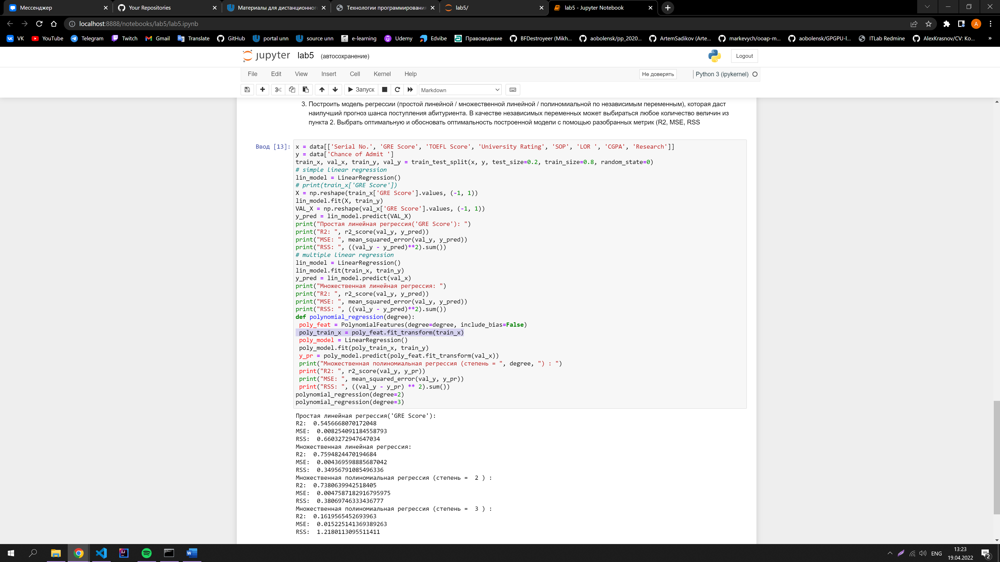 Мессенджер
Your Repositories
Материалы для дистанционног
Технологии программирования
lab5/
lab5 - Jupyter Notebook
localhost:8888/notebooks/lab5/lab5.ipynb
A
VK YouTube Telegram Twitch Gmail Translate GitHub portal unn source unn e-learning Udemy Edvibe Правоведение BFDestroyeer (Mikh... aobolensk/pp_2020... ArtemSadikov (Arte... markevych/ooap-m... aobolensk/GPGPU-l... ITLab Redmine AlexKrasnov/CV: Ko... »
jupyter lab5 (автосохранение) Logout
File Edit View Insert Cell Kernel Help Не доверять Python 3 (ipykernel)
Запуск Markdown
3. Построить модель регрессии (простой линейной / множественной линейной / полиномиальной по независимым переменным), которая даст
наилучший прогноз шанса поступления абитуриента. В качестве независимых переменных может выбираться любое количество величин из
пункта 2. Выбрать оптимальную и обосновать оптимальность построенной модели с помощью разобранных метрик (R2, MSE, RSS
Ввод [13]: x = data[['Serial No.', 'GRE Score', 'TOEFL Score', 'University Rating', 'SOP', 'LOR ', 'CGPA', 'Research']]
y = data['Chance of Admit ']
train_x, val_x, train_y, val_y = train_test_split(x, y, test_size=0.2, train_size=0.8, random_state=0)
# simple linear regression
lin_model = LinearRegression()
# print(train_x['GRE Score'])
X = np.reshape(train_x['GRE Score'].values, (-1, 1))
lin_model.fit(X, train_y)
VAL_X = np.reshape(val_x['GRE Score'].values, (-1, 1))
y_pred = lin_model.predict(VAL_X)
print("Простая линейная регрессия('GRE Score'): ")
print("R2: ", r2_score(val_y, y_pred))
print("MSE: ", mean_squared_error(val_y, y_pred))
print("RSS: ", ((val_y - y_pred)**2).sum())
# multiple linear regression
lin_model = LinearRegression()
lin_model.fit(train_x, train_y)
y_pred = lin_model.predict(val_x)
print("Множественная линейная регрессия: ")
print("R2: ", r2_score(val_y, y_pred))
print("MSE: ", mean_squared_error(val_y, y_pred))
print("RSS: ", ((val_y - y_pred)**2).sum())
def polynomial_regression(degree):
 poly_feat = PolynomialFeatures(degree=degree, include_bias=False)
 poly_train_x = poly_feat.fit_transform(train_x)
 poly_model = LinearRegression()
 poly_model.fit(poly_train_x, train_y)
 y_pr = poly_model.predict(poly_feat.fit_transform(val_x))
 print("Множественная полиномиальная регрессия (степень = ", degree, ") : ")
 print("R2: ", r2_score(val_y, y_pr))
 print("MSE: ", mean_squared_error(val_y, y_pr))
 print("RSS: ", ((val_y - y_pr) ** 2).sum())
polynomial_regression(degree=2)
polynomial_regression(degree=3)
Простая линейная регрессия('GRE Score'):
R2:  0.5456668070172048
MSE:  0.008254091184558793
RSS:  0.6603272947647034
Множественная линейная регрессия:
R2:  0.7594824470194684
MSE:  0.004369598885687042
RSS:  0.34956791085496336
Множественная полиномиальная регрессия (степень =  2 ) :
R2:  0.7380639942518405
MSE:  0.0047587182916795975
RSS:  0.38069746333436777
Множественная полиномиальная регрессия (степень =  3 ) :
R2:  0.1619565452693963
MSE:  0.015225141369389263
RSS:  1.2180113095511411
ENG
13:23
19.04.2022
2